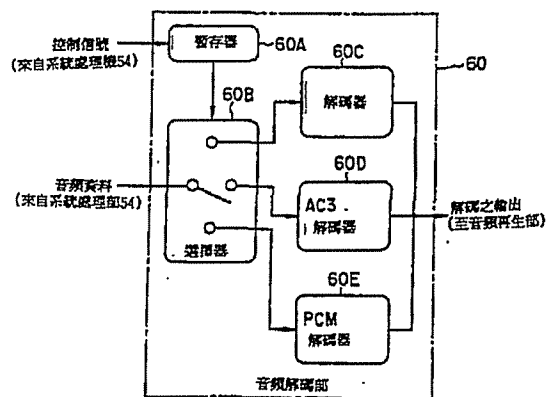 控制信號
(來自系統處理機54)
暫存器
60A
60B
60C
解碼器
60
音頻資料
(來自系統處理部54)
選擇器
60D
AC3
解碼器
解碼之輸出
(至音頻再生部)
60E
PCM
解碼器
音頻解碼部